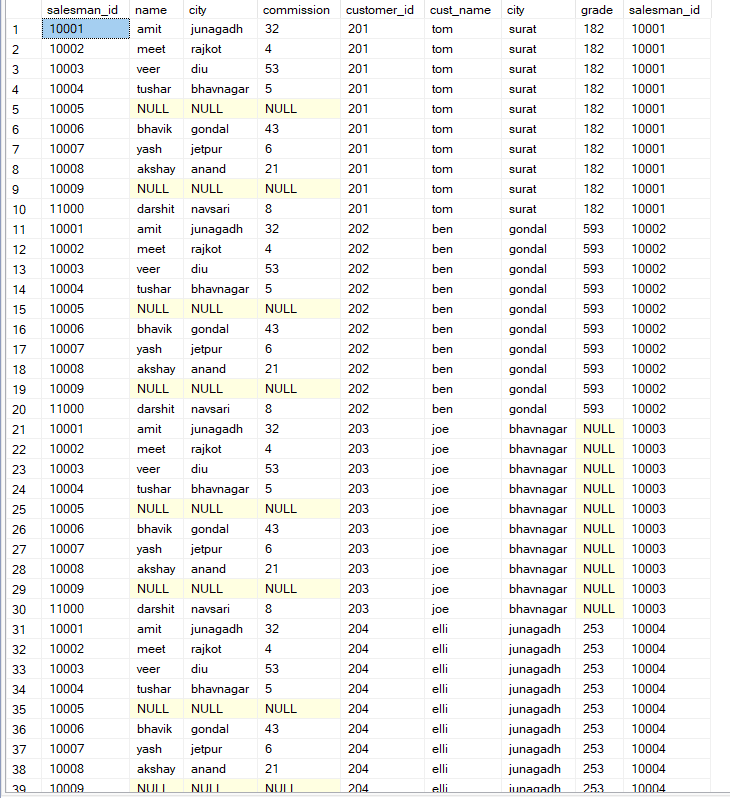 salesman_id name city commission customer_id cust_name city grade salesman_id
1 10001 amit junagadh 32 201 tom surat 182 10001
2 10002 meet rajkot 4 201 tom surat 182 10001
3 10003 veer diu 53 201 tom surat 182 10001
4 10004 tushar bhavnagar 5 201 tom surat 182 10001
5 10005 NULL NULL NULL 201 tom surat 182 10001
6 10006 bhavik gondal 43 201 tom surat 182 10001
7 10007 yash jetpur 6 201 tom surat 182 10001
8 10008 akshay anand 21 201 tom surat 182 10001
9 10009 NULL NULL NULL 201 tom surat 182 10001
10 11000 darshit navsari 8 201 tom surat 182 10001
11 10001 amit junagadh 32 202 ben gondal 593 10002
12 10002 meet rajkot 4 202 ben gondal 593 10002
13 10003 veer diu 53 202 ben gondal 593 10002
14 10004 tushar bhavnagar 5 202 ben gondal 593 10002
15 10005 NULL NULL NULL 202 ben gondal 593 10002
16 10006 bhavik gondal 43 202 ben gondal 593 10002
17 10007 yash jetpur 6 202 ben gondal 593 10002
18 10008 akshay anand 21 202 ben gondal 593 10002
19 10009 NULL NULL NULL 202 ben gondal 593 10002
20 11000 darshit navsari 8 202 ben gondal 593 10002
21 10001 amit junagadh 32 203 joe bhavnagar NULL 10003
22 10002 meet rajkot 4 203 joe bhavnagar NULL 10003
23 10003 veer diu 53 203 joe bhavnagar NULL 10003
24 10004 tushar bhavnagar 5 203 joe bhavnagar NULL 10003
25 10005 NULL NULL NULL 203 joe bhavnagar NULL 10003
26 10006 bhavik gondal 43 203 joe bhavnagar NULL 10003
27 10007 yash jetpur 6 203 joe bhavnagar NULL 10003
28 10008 akshay anand 21 203 joe bhavnagar NULL 10003
29 10009 NULL NULL NULL 203 joe bhavnagar NULL 10003
30 11000 darshit navsari 8 203 joe bhavnagar NULL 10003
31 10001 amit junagadh 32 204 elli junagadh 253 10004
32 10002 meet rajkot 4 204 elli junagadh 253 10004
33 10003 veer diu 53 204 elli junagadh 253 10004
34 10004 tushar bhavnagar 5 204 elli junagadh 253 10004
35 10005 NULL NULL NULL 204 elli junagadh 253 10004
36 10006 bhavik gondal 43 204 elli junagadh 253 10004
37 10007 yash jetpur 6 204 elli junagadh 253 10004
38 10008 akshay anand 21 204 elli junagadh 253 10004
39 10009 NULL NULL NULL 204 elli junagadh 253 10004